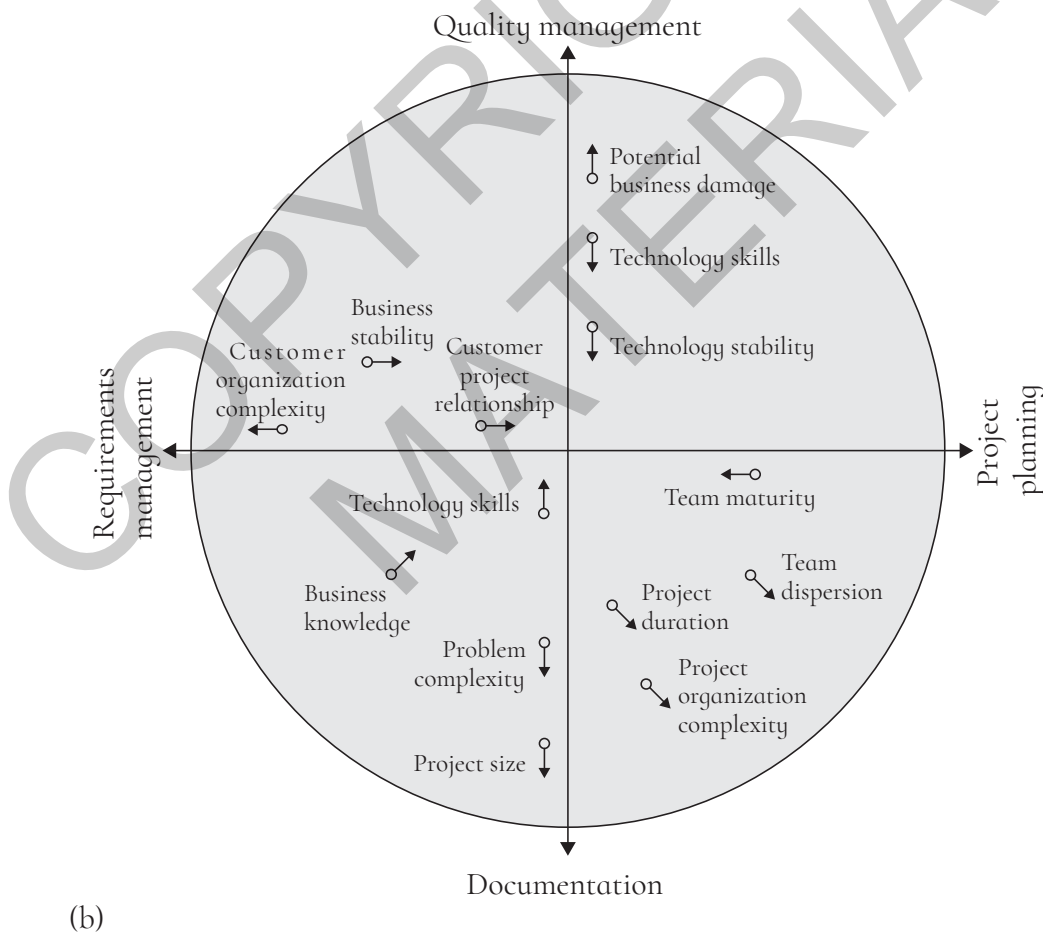 Quality management
Potential
business damage
Technology skills
Technology stability
Business
stability
Customer
organization
complexity
Customer
project
relationship
Requirements
management
Project
planning
Technology skills
Team maturity
Business
knowledge
Team
dispersion
Project
duration
Problem
complexity
Project
organization
complexity
Project size
Documentation
(b)
COPYRIG
MATERIA